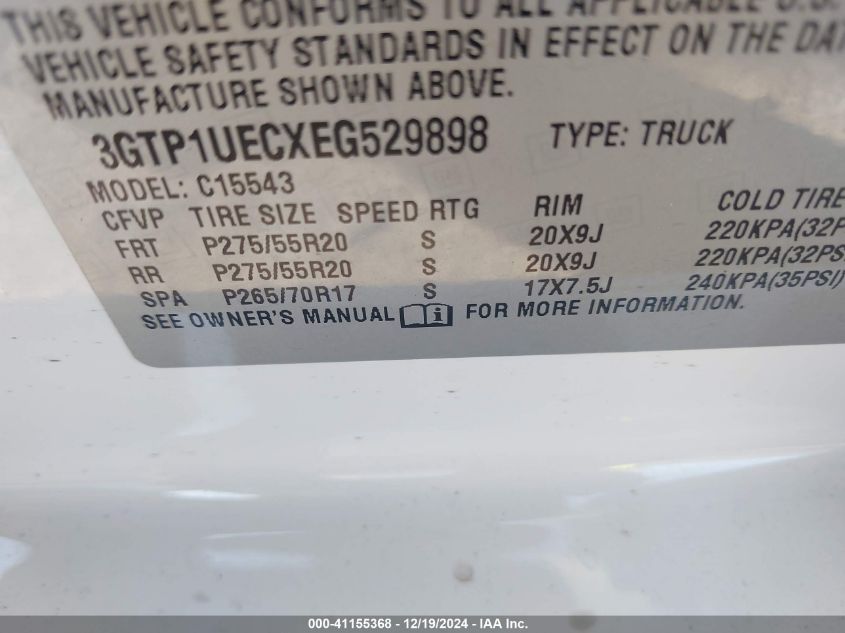 THIS VEHICLE CONFORMS TO ALL APPLICABLE U.S.
VEHICLE SAFETY STANDARDS IN EFFECT ON THE DAT
MANUFACTURE SHOWN ABOVE.
3GTP1UECXEG529898 TYPE: TRUCK
MODEL: C15543
CFVP TIRE SIZE SPEED RTG RIM COLD TIRE
FRT P275/55R20 S 20X9J 220KPA(32P
RR P275/55R20 S 20X9J 220KPA(32PS
SPA P265/70R17 S 17X7.5J 240KPA(35PSI)
SEE OWNER'S MANUAL FOR MORE INFORMATION.
000-41155368 - 12/19/2024 - IAA Inc.